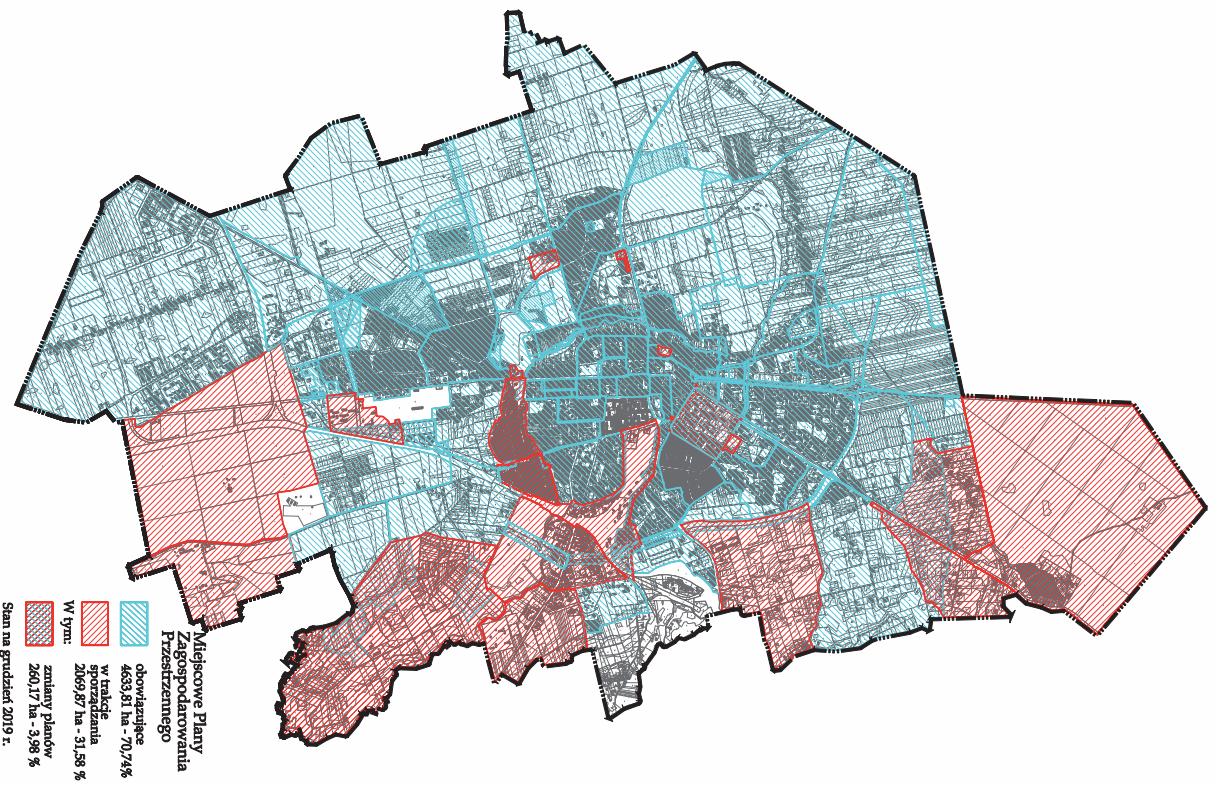 Miejscowe Plany
Zagospodarowania
Przestrzennego
obowiązujące
4633,81 ha - 70,74%
w trakcie
sporządzania
2069,87 ha - 31,58 %
W tym:
zmiany planów
260,17 ha - 3,98 %
Stan na grudzień 2019 r.